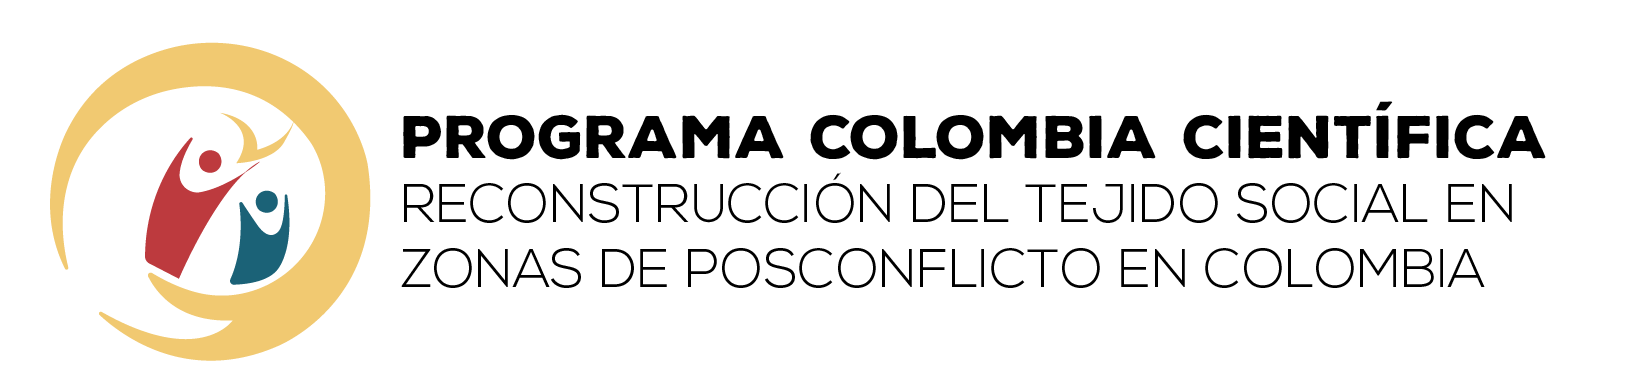 PROGRAMA COLOMBIA CIENTÍFICA
RECONSTRUCCIÓN DEL TEJIDO SOCIAL EN
ZONAS DE POSCONFLICTO EN COLOMBIA